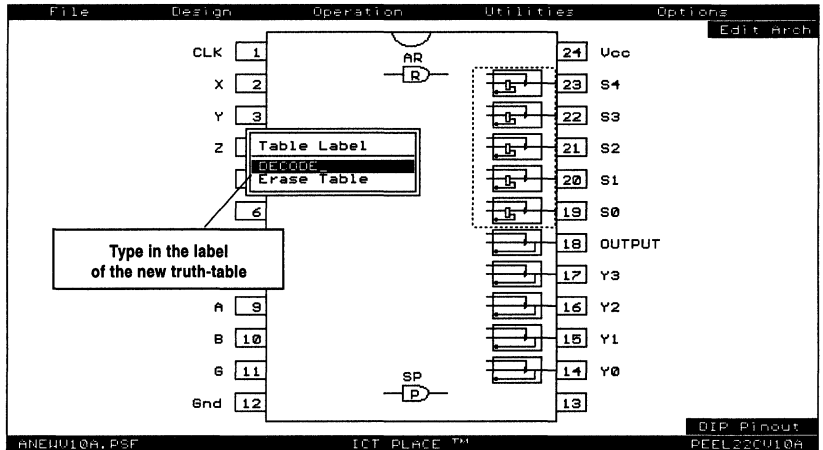 File Design Operation Utilities Options
Edit Arch
CLK 1 24 Vcc
AR
R
X 2 23 S4
Y 3 22 S3
Z 21 S2
Table Label
DECODE_
Erase Table
20 S1
6 19 S0
18 OUTPUT
Type in the label
of the new truth-table
17 Y3
A 9 16 Y2
B 10 15 Y1
G 11 14 Y0
SP
P
Gnd 12 13
DIP Pinout
ANEWV10A.PSF ICT PLACE TM PEEL22CV10A